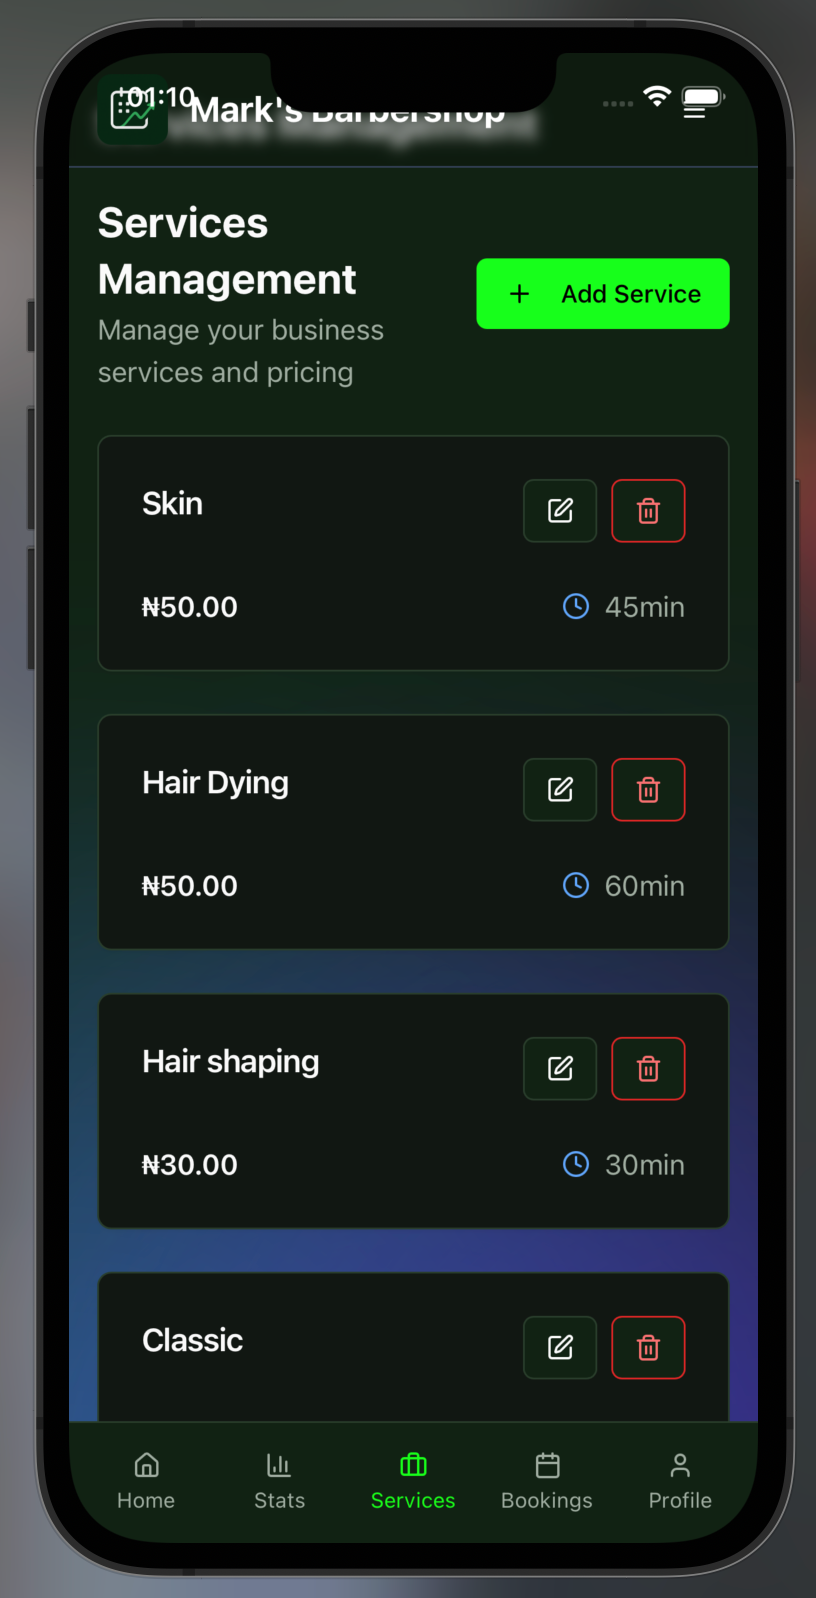 01:10
Mark's Barbershop
Services
Management
Manage your business
services and pricing
+ Add Service
Skin
₦50.00
45min
Hair Dying
₦50.00
60min
Hair shaping
₦30.00
30min
Classic
Home
Stats
Services
Bookings
Profile